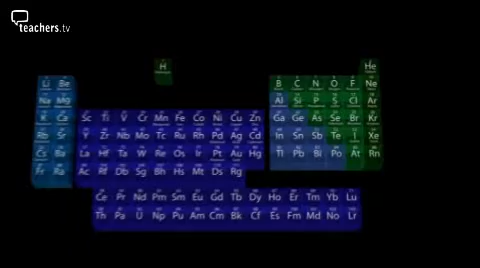 teachers.tv
H He
Li Be B C N O F Ne
Na Mg Al Si P S Cl Ar
K Ca Sc Ti V Cr Mn Fe Co Ni Cu Zn Ga Ge As Se Br Kr
Rb Sr Y Zr Nb Mo Tc Ru Rh Pd Ag Cd In Sn Sb Te I Xe
Cs Ba La Hf Ta W Re Os Ir Pt Au Hg Tl Pb Bi Po At Rn
Fr Ra Ac Rf Db Sg Bh Hs Mt Ds Rg
Ce Pr Nd Pm Sm Eu Gd Tb Dy Ho Er Tm Yb Lu
Th Pa U Np Pu Am Cm Bk Cf Es Fm Md No Lr